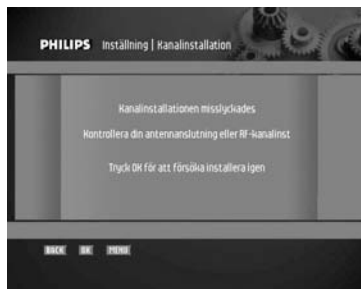 PHILIPS Inställning | Kanalinstallation
Kanalinstallationen misslyckades
Kontrollera din antennanslutning eller RF-kanalinst
Tryck OK för att försöka installera igen
BACK OK MENU